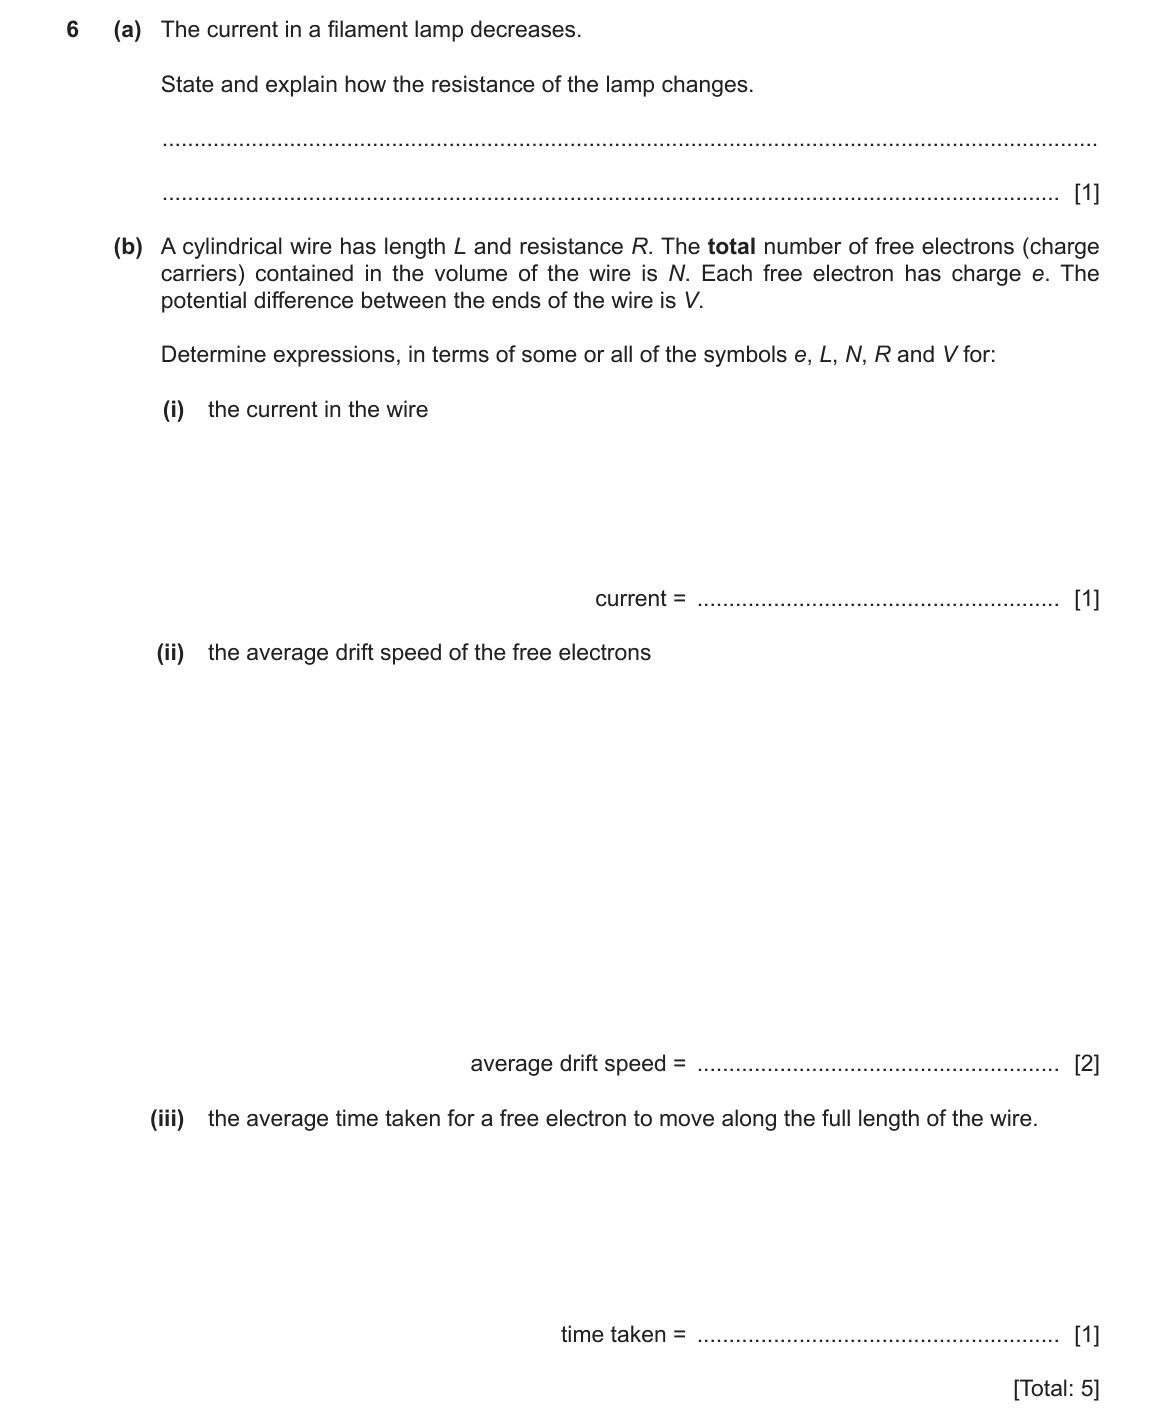 6 (a) The current in a filament lamp decreases.
State and explain how the resistance of the lamp changes.
..........................................................................................................................................
.................................................................................................................................... [1]
(b) A cylindrical wire has length L and resistance R. The total number of free electrons (charge
carriers) contained in the volume of the wire is N. Each free electron has charge e. The
potential difference between the ends of the wire is V.
Determine expressions, in terms of some or all of the symbols e, L, N, R and V for:
(i) the current in the wire
current = ......................................................... [1]
(ii) the average drift speed of the free electrons
average drift speed = ......................................................... [2]
(iii) the average time taken for a free electron to move along the full length of the wire.
time taken = ......................................................... [1]
[Total: 5]